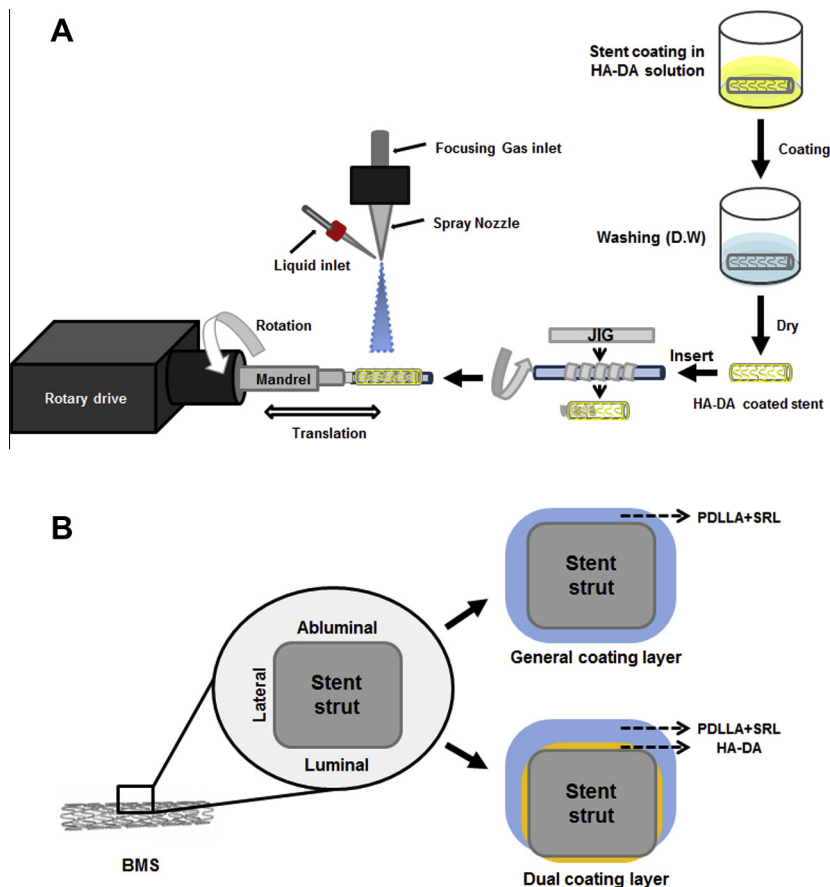 A
Stent coating in
HA-DA solution
Coating
Focusing Gas inlet
Spray Nozzle
Liquid inlet
Washing (D.W)
Dry
Rotation
JIG
Insert
Mandrel
Rotary drive
HA-DA coated stent
Translation
B
PDLLA+SRL
Stent
strut
General coating layer
Abluminal
Lateral
Stent
strut
Luminal
PDLLA+SRL
HA-DA
Stent
strut
BMS
Dual coating layer